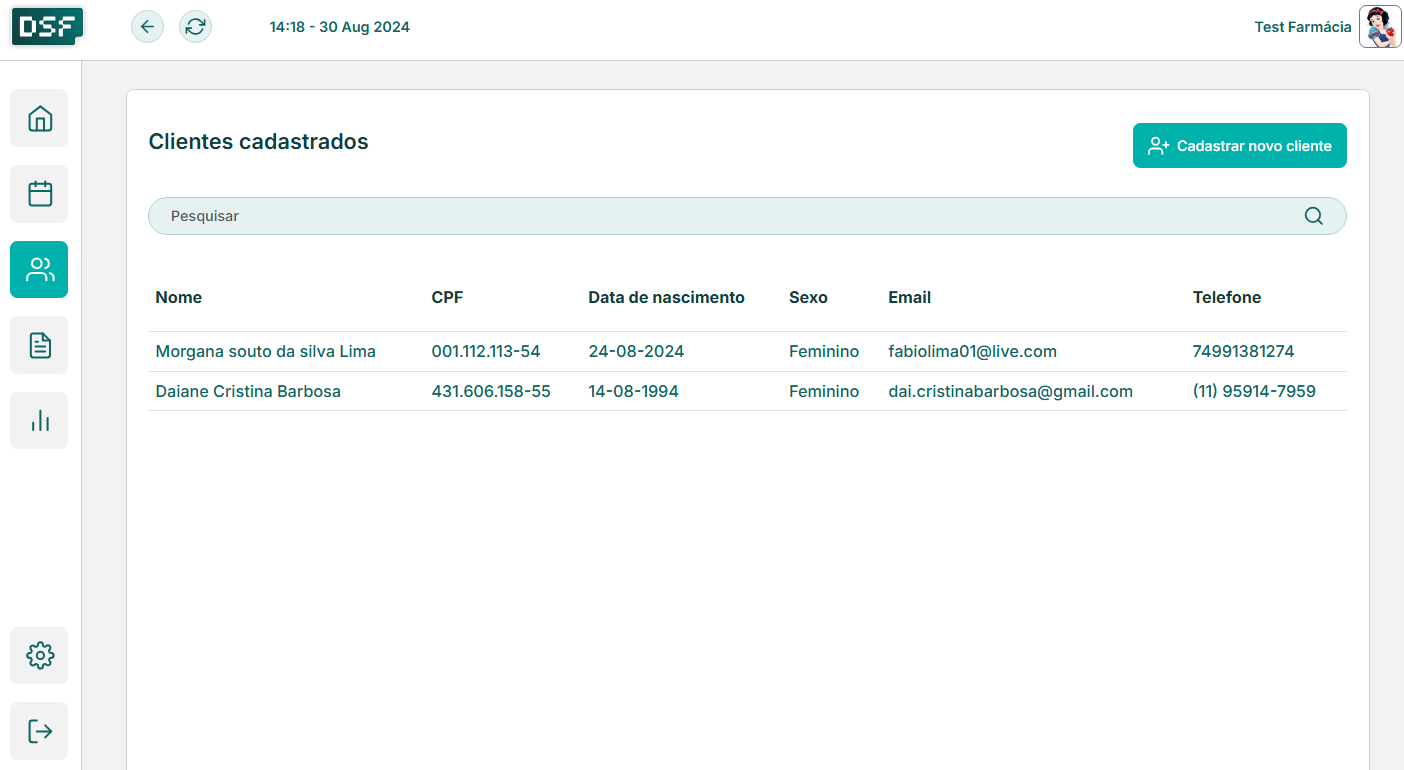 DSF
14:18 - 30 Aug 2024
Test Farmácia
Clientes cadastrados
Cadastrar novo cliente
Pesquisar
Nome CPF Data de nascimento Sexo Email Telefone
Morgana souto da silva Lima 001.112.113-54 24-08-2024 Feminino fabiolima01@live.com 74991381274
Daiane Cristina Barbosa 431.606.158-55 14-08-1994 Feminino dai.cristinabarbosa@gmail.com (11) 95914-7959